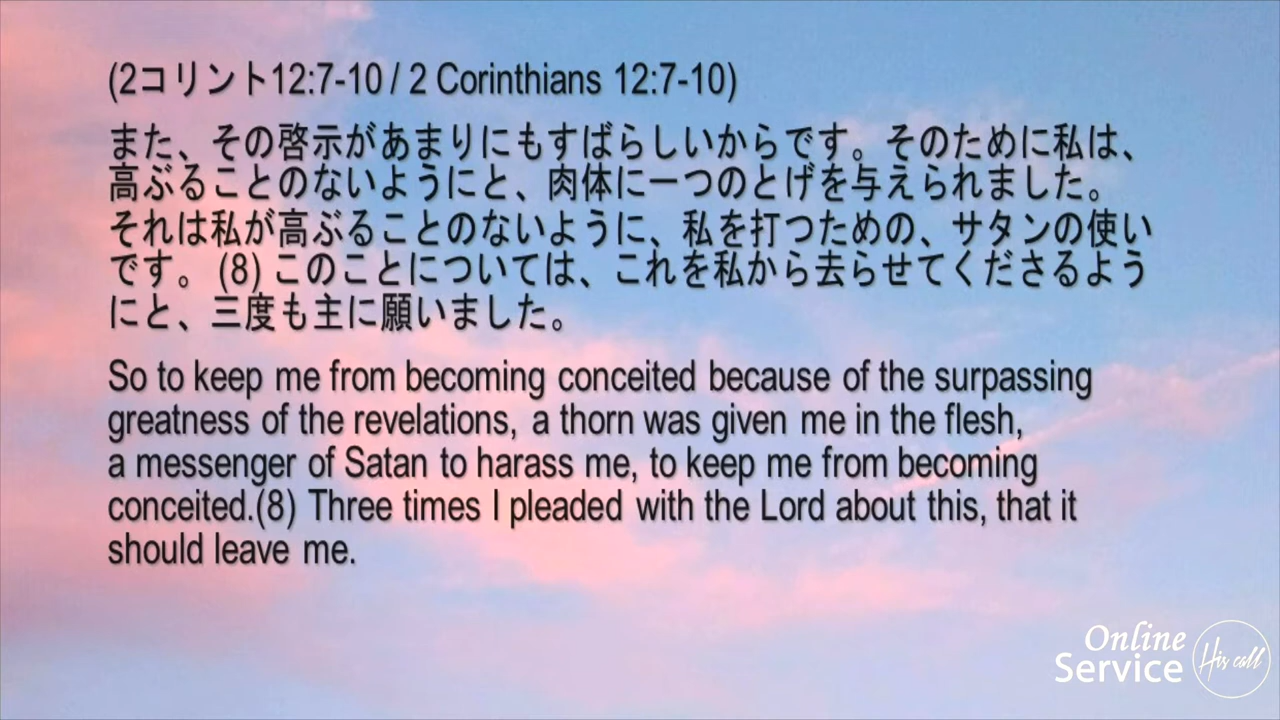 (2コリント12:7-10 / 2 Corinthians 12:7-10)
また、その啓示があまりにもすばらしいからです。そのために私は、
高ぶることのないようにと、肉体に一つのとげを与えられました。
それは私が高ぶることのないように、私を打つための、サタンの使い
です。 (8) このことについては、これを私から去らせてくださるよう
にと、三度も主に願いました。
So to keep me from becoming conceited because of the surpassing
greatness of the revelations, a thorn was given me in the flesh,
a messenger of Satan to harass me, to keep me from becoming
conceited.(8) Three times I pleaded with the Lord about this, that it
should leave me.
Online
Service
His call